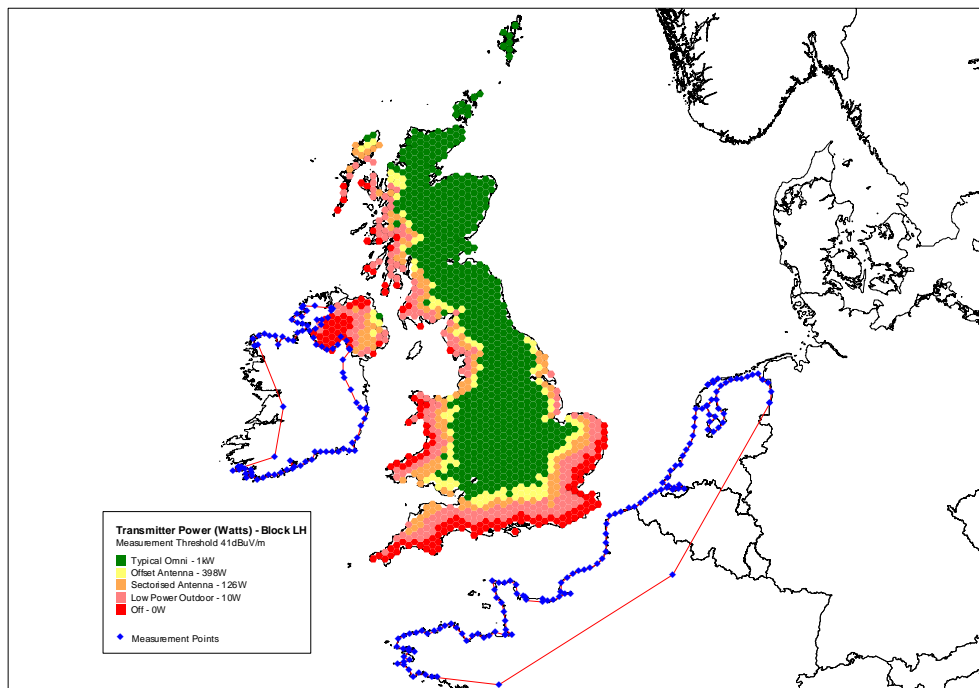 Transmitter Power (Watts) - Block LH
Measurement Threshold 41dBuV/m
Typical Omni - 1kW
Offset Antenna - 398W
Sectorised Antenna - 126W
Low Power Outdoor - 10W
Off - 0W
Measurement Points